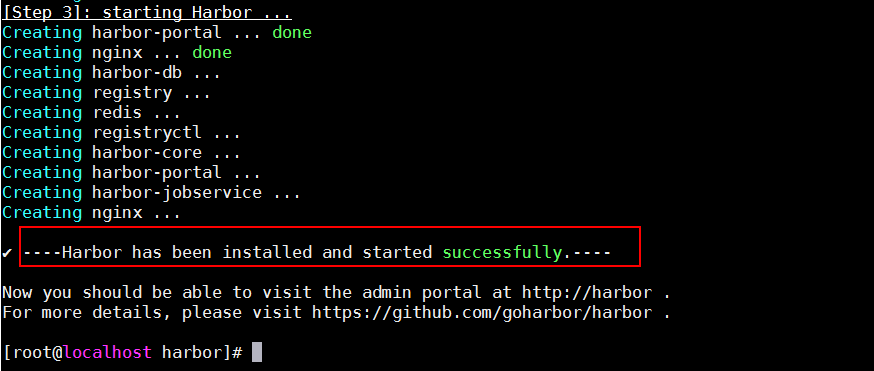 [Step 3]: starting Harbor ...
Creating harbor-portal ... done
Creating nginx ... done
Creating harbor-db ...
Creating registry ...
Creating redis ...
Creating registryctl ...
Creating harbor-core ...
Creating harbor-portal ...
Creating harbor-jobservice ...
Creating nginx ...
✔ ----Harbor has been installed and started successfully.----
Now you should be able to visit the admin portal at http://harbor .
For more details, please visit https://github.com/goharbor/harbor .
[root@localhost harbor]#